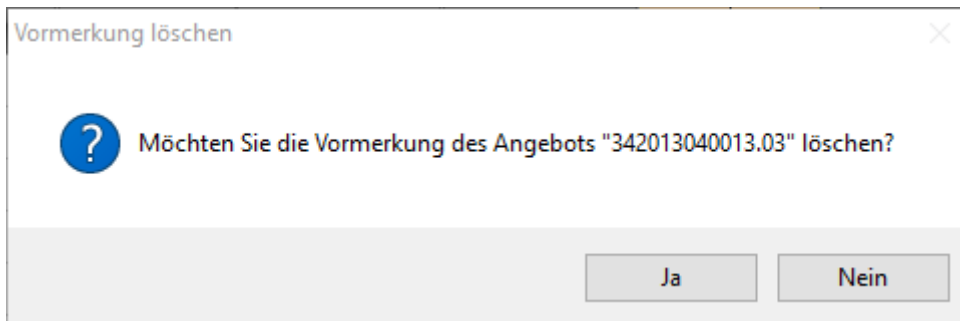 Vormerkung löschen
Möchten Sie die Vormerkung des Angebots "342013040013.03" löschen?
Ja
Nein